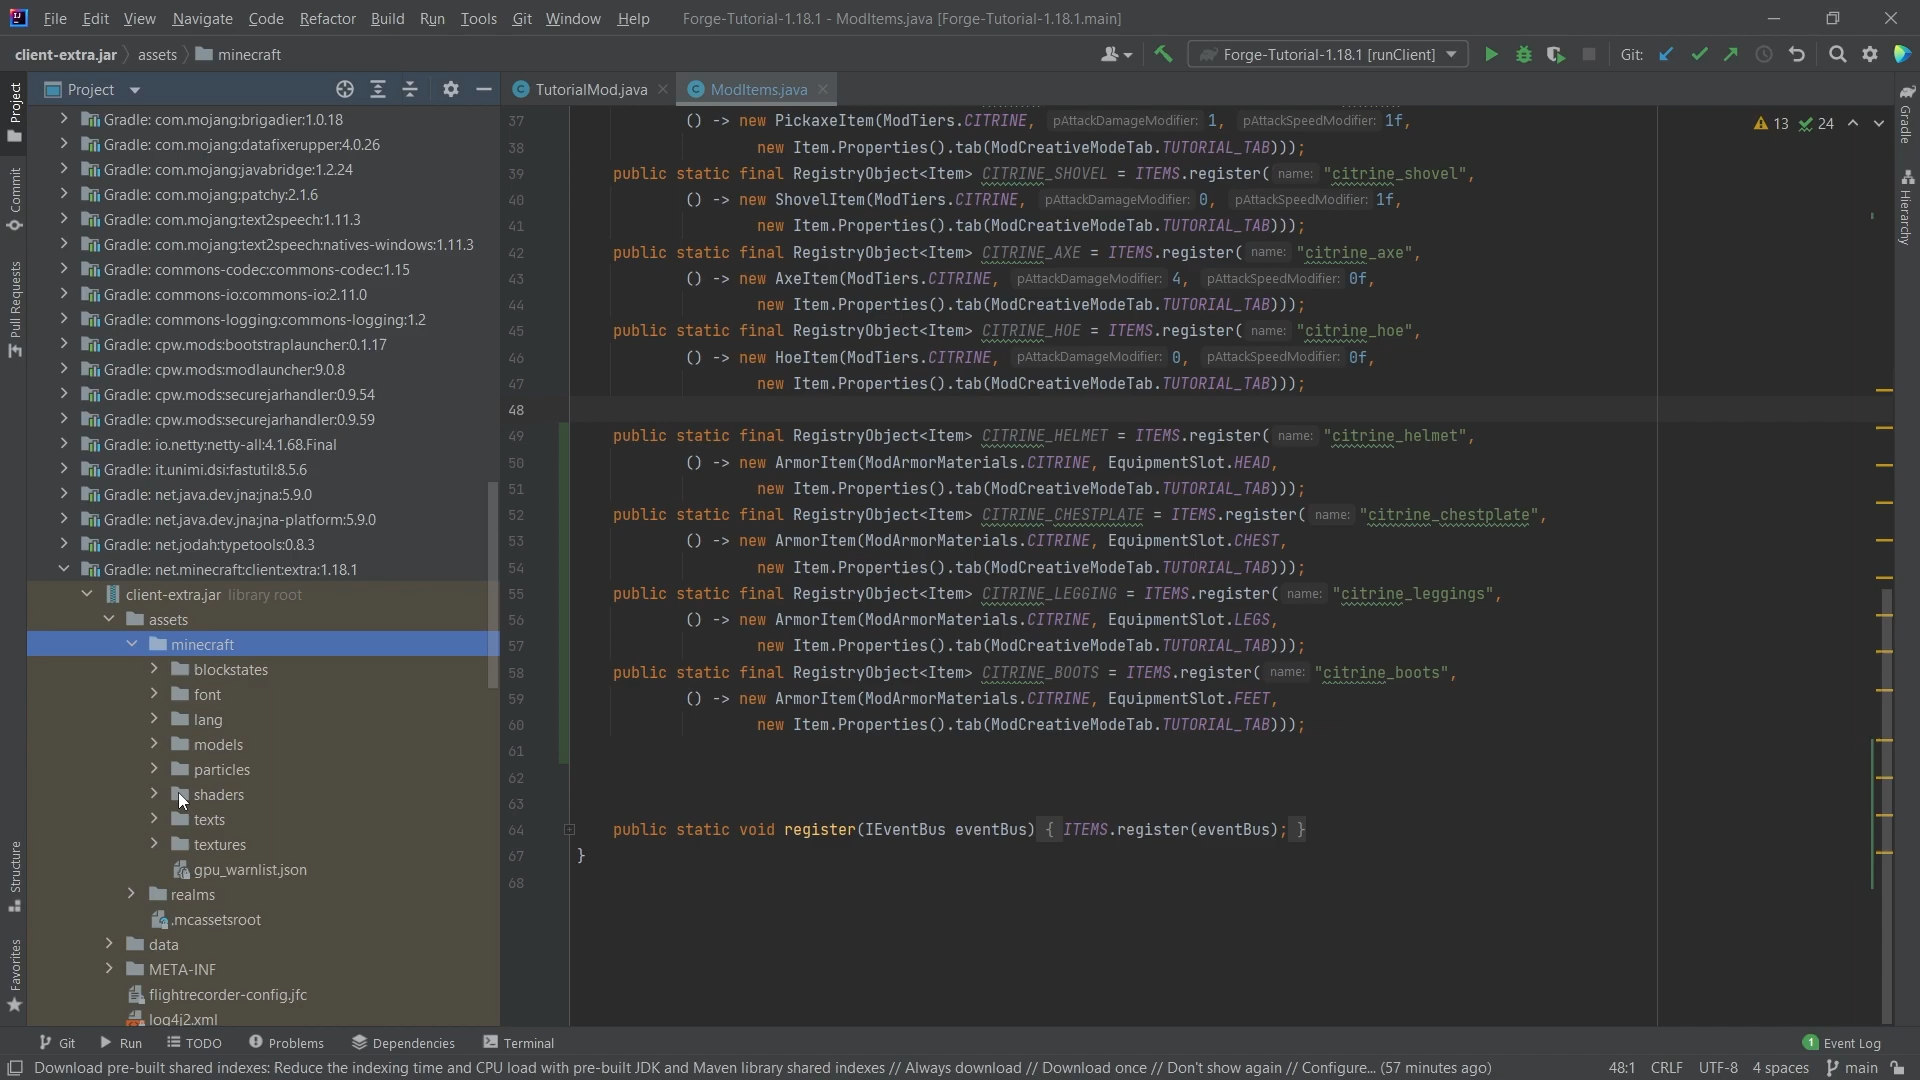 File Edit View Navigate Code Refactor Build Run Tools Git Window Help Forge-Tutorial-1.18.1 - ModItems.java [Forge-Tutorial-1.18.1.main]
client-extra.jar assets minecraft Forge-Tutorial-1.18.1 [runClient] Git:
Project TutorialMod.java ModItems.java
Project
Commit
Pull Requests
Structure
Favorites
Gradle: com.mojang:brigadier:1.0.18
Gradle: com.mojang:datafixerupper:4.0.26
Gradle: com.mojang:javabridge:1.2.24
Gradle: com.mojang:patchy:2.1.6
Gradle: com.mojang:text2speech:1.11.3
Gradle: com.mojang:text2speech:natives-windows:1.11.3
Gradle: commons-codec:commons-codec:1.15
Gradle: commons-io:commons-io:2.11.0
Gradle: commons-logging:commons-logging:1.2
Gradle: cpw.mods:bootstraplauncher:0.1.17
Gradle: cpw.mods:modlauncher:9.0.8
Gradle: cpw.mods:securejarhandler:0.9.54
Gradle: cpw.mods:securejarhandler:0.9.59
Gradle: io.netty:netty-all:4.1.68.Final
Gradle: it.unimi.dsi:fastutil:8.5.6
Gradle: net.java.dev.jna:jna:5.9.0
Gradle: net.java.dev.jna:jna-platform:5.9.0
Gradle: net.jodah:typetools:0.8.3
Gradle: net.minecraft:client:extra:1.18.1
client-extra.jar library root
assets
minecraft
blockstates
font
lang
models
particles
shaders
texts
textures
gpu_warnlist.json
realms
.mcassetsroot
data
META-INF
flightrecorder-config.jfc
log4j2.xml
37 () -> new PickaxeItem(ModTiers.CITRINE, pAttackDamageModifier: 1, pAttackSpeedModifier: 1f,
38 new Item.Properties().tab(ModCreativeModeTab.TUTORIAL_TAB)));
39 public static final RegistryObject<Item> CITRINE_SHOVEL = ITEMS.register( name: "citrine_shovel",
40 () -> new ShovelItem(ModTiers.CITRINE, pAttackDamageModifier: 0, pAttackSpeedModifier: 1f,
41 new Item.Properties().tab(ModCreativeModeTab.TUTORIAL_TAB)));
42 public static final RegistryObject<Item> CITRINE_AXE = ITEMS.register( name: "citrine_axe",
43 () -> new AxeItem(ModTiers.CITRINE, pAttackDamageModifier: 4, pAttackSpeedModifier: 0f,
44 new Item.Properties().tab(ModCreativeModeTab.TUTORIAL_TAB)));
45 public static final RegistryObject<Item> CITRINE_HOE = ITEMS.register( name: "citrine_hoe",
46 () -> new HoeItem(ModTiers.CITRINE, pAttackDamageModifier: 0, pAttackSpeedModifier: 0f,
47 new Item.Properties().tab(ModCreativeModeTab.TUTORIAL_TAB)));
48
49 public static final RegistryObject<Item> CITRINE_HELMET = ITEMS.register( name: "citrine_helmet",
50 () -> new ArmorItem(ModArmorMaterials.CITRINE, EquipmentSlot.HEAD,
51 new Item.Properties().tab(ModCreativeModeTab.TUTORIAL_TAB)));
52 public static final RegistryObject<Item> CITRINE_CHESTPLATE = ITEMS.register( name: "citrine_chestplate",
53 () -> new ArmorItem(ModArmorMaterials.CITRINE, EquipmentSlot.CHEST,
54 new Item.Properties().tab(ModCreativeModeTab.TUTORIAL_TAB)));
55 public static final RegistryObject<Item> CITRINE_LEGGING = ITEMS.register( name: "citrine_leggings",
56 () -> new ArmorItem(ModArmorMaterials.CITRINE, EquipmentSlot.LEGS,
57 new Item.Properties().tab(ModCreativeModeTab.TUTORIAL_TAB)));
58 public static final RegistryObject<Item> CITRINE_BOOTS = ITEMS.register( name: "citrine_boots",
59 () -> new ArmorItem(ModArmorMaterials.CITRINE, EquipmentSlot.FEET,
60 new Item.Properties().tab(ModCreativeModeTab.TUTORIAL_TAB)));
61
62
63
64 public static void register(IEventBus eventBus) { ITEMS.register(eventBus); }
67 }
68
13 24
Gradle
Hierarchy
Git Run TODO Problems Dependencies Terminal 1 Event Log
Download pre-built shared indexes: Reduce the indexing time and CPU load with pre-built JDK and Maven library shared indexes // Always download // Download once // Don't show again // Configure... (57 minutes ago) 48:1 CRLF UTF-8 4 spaces main